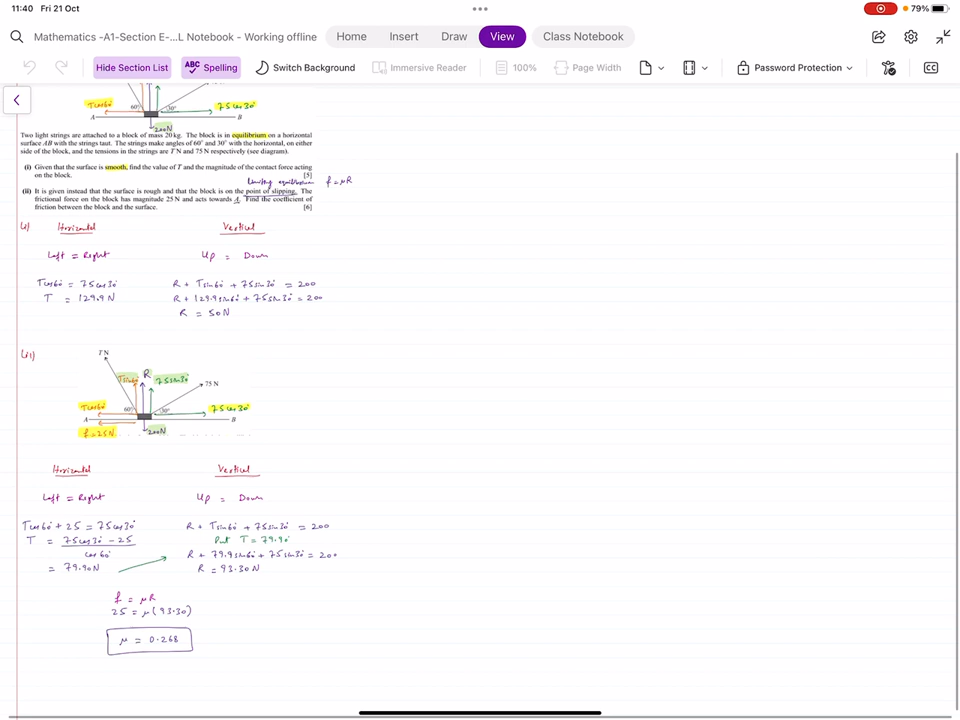 11:40 Fri 21 Oct
79%
Mathematics -A1-Section E-...L Notebook - Working offline
Home Insert Draw View Class Notebook
Hide Section List ABC Spelling Switch Background Immersive Reader 100% Page Width Password Protection CC
Tcos60° 60° 30° 75cos30°
A B
200N
Two light strings are attached to a block of mass 20 kg. The block is in equilibrium on a horizontal
surface AB with the strings taut. The strings make angles of 60° and 30° with the horizontal, on either
side of the block, and the tensions in the strings are T N and 75 N respectively (see diagram).
(i) Given that the surface is smooth, find the value of T and the magnitude of the contact force acting
on the block. [5]
limiting equilibrium f = μR
(ii) It is given instead that the surface is rough and that the block is on the point of slipping. The
frictional force on the block has magnitude 25 N and acts towards A. Find the coefficient of
friction between the block and the surface. [6]
(i) Horizontal Vertical
Left = Right Up = Down
Tcos60° = 75cos30° R + Tsin60° + 75sin30° = 200
T = 129.9N R + 129.9sin60° + 75sin30° = 200
R = 50N
(ii) T N
Tsin60° R 75sin30
75 N
Tcos60° 60° 30° 75cos30°
A B
f = 25N 200N
Horizontal Vertical
Left = Right Up = Down
Tcos60° + 25 = 75cos30° R + Tsin60° + 75sin30° = 200
T = 75cos30° - 25 Put T = 79.90
cos60° R + 79.9sin60° + 75sin30° = 200
= 79.90N R = 93.30N
f = μR
25 = μ(93.30)
μ = 0.268